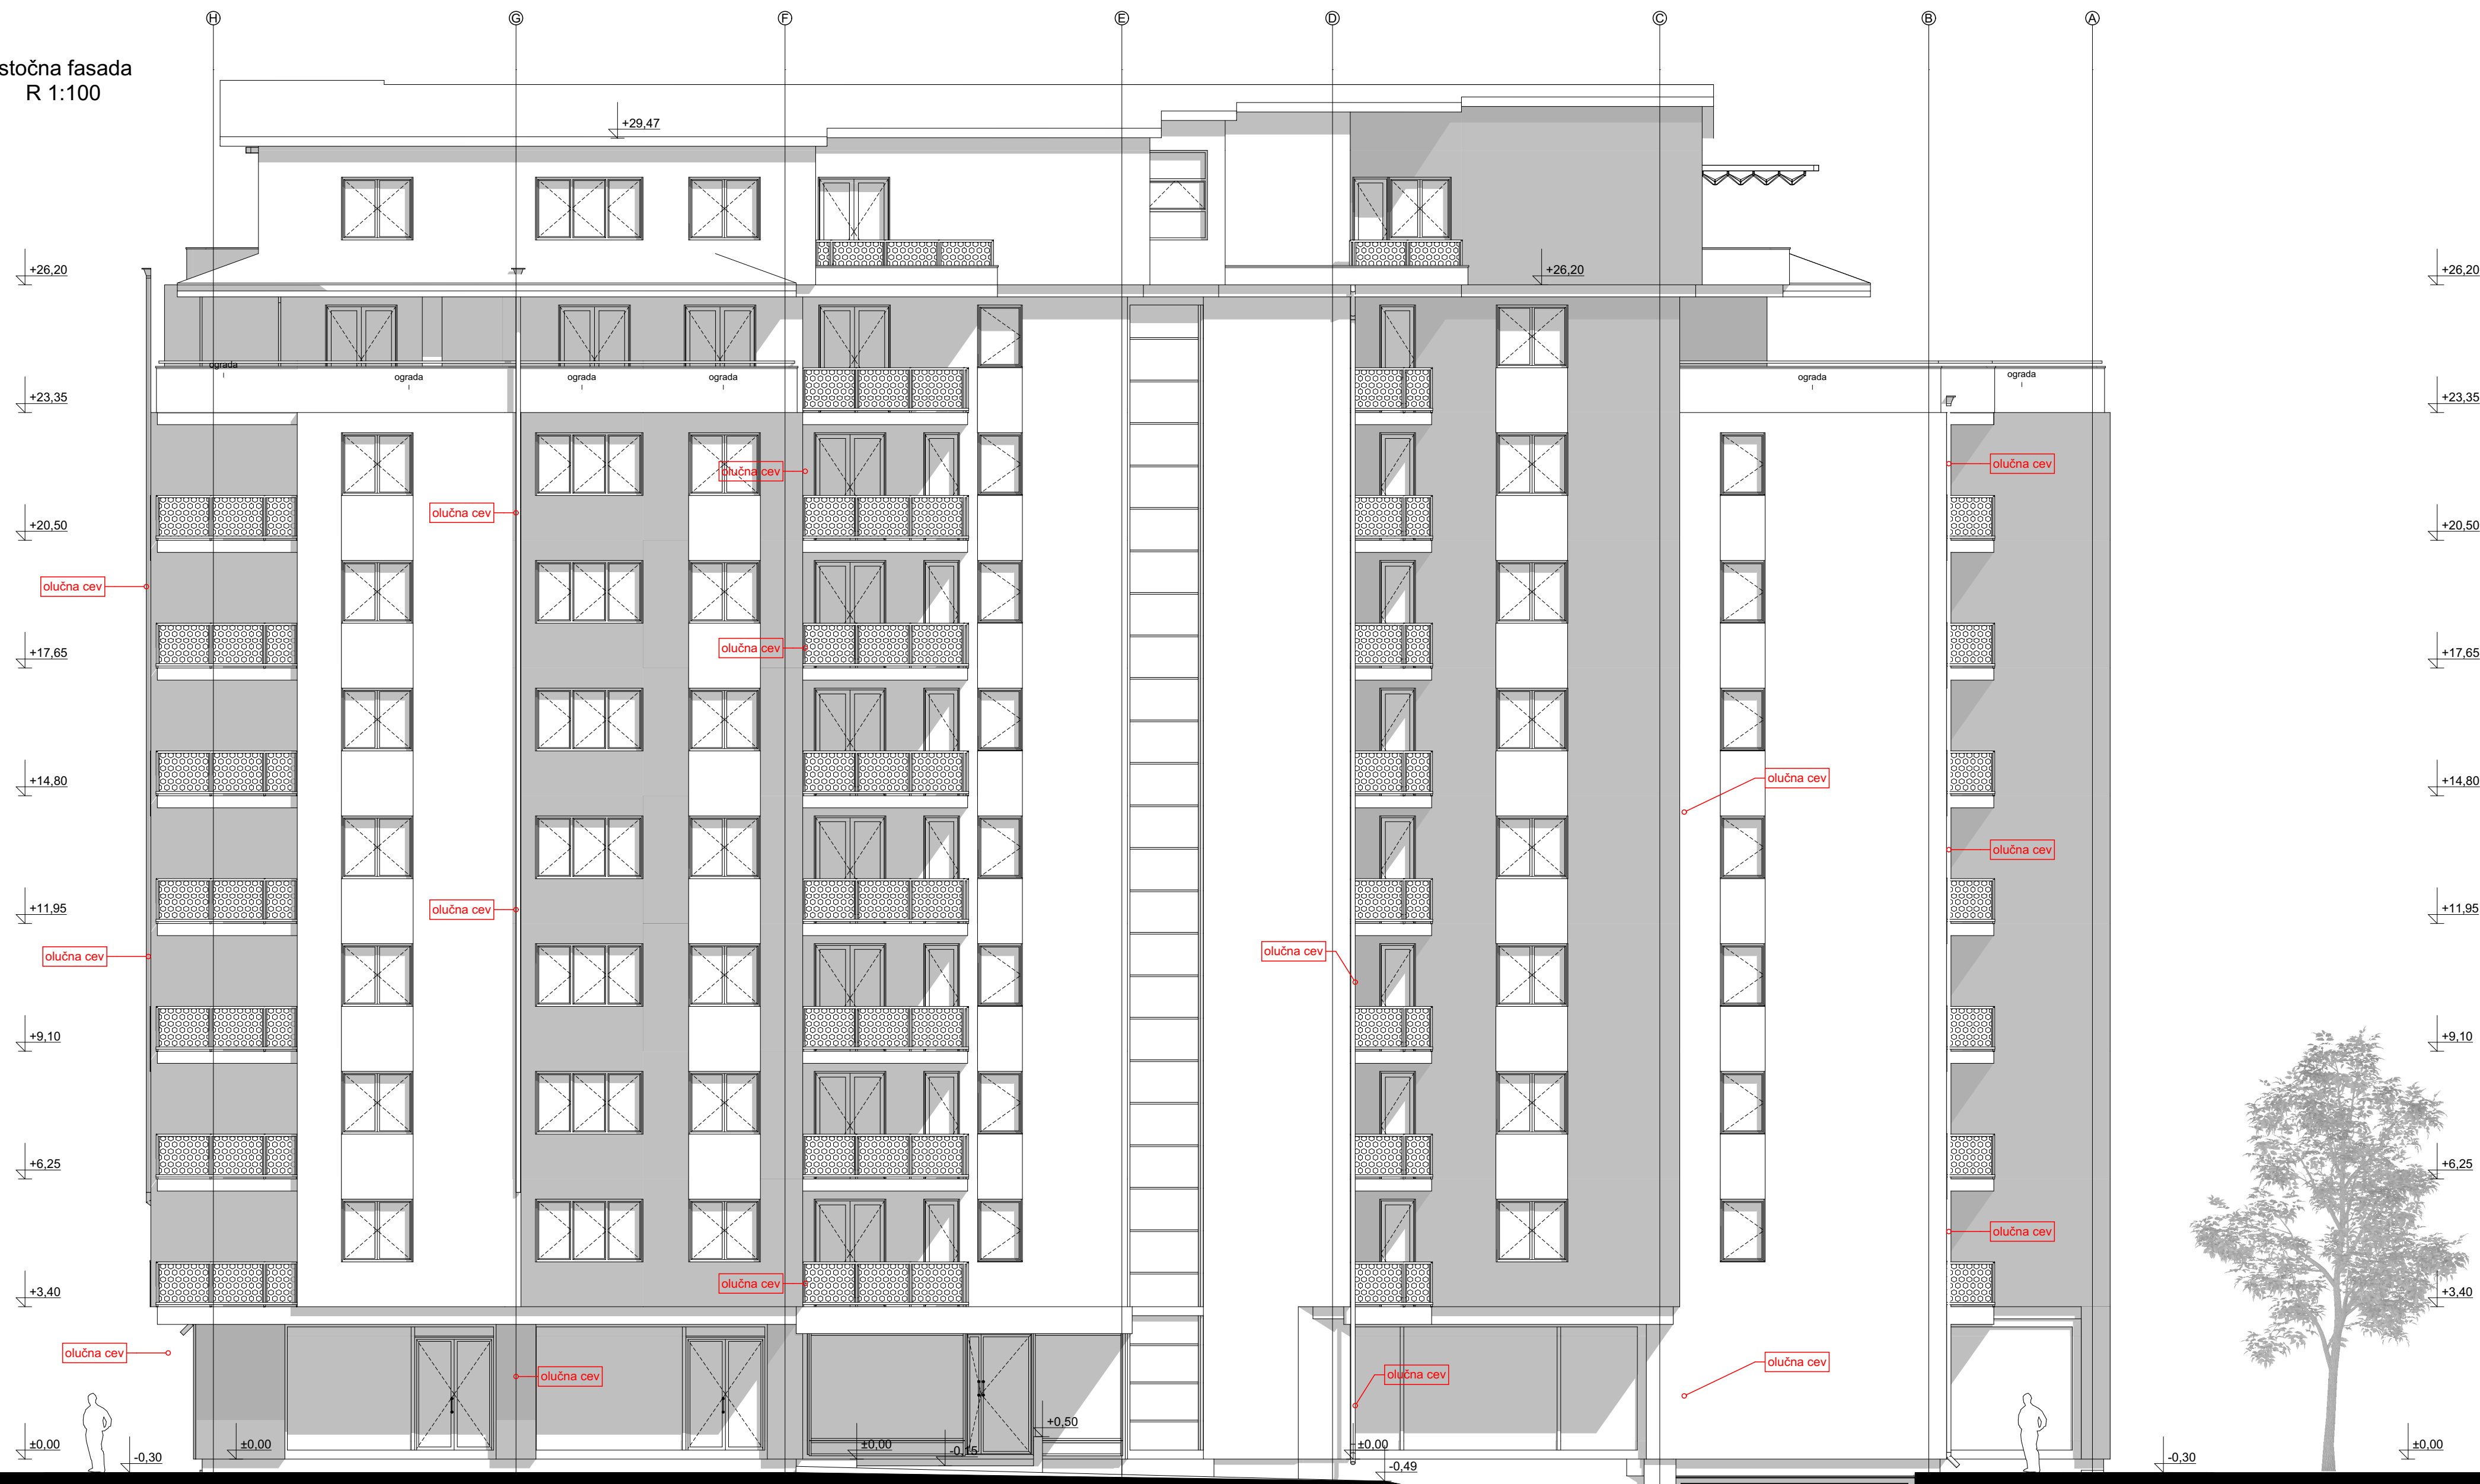 H G F E D C B A
stočna fasada
R 1:100
+29,47
+26,20 +26,20 +26,20
ograda ograda ograda ograda ograda ograda
+23,35 +23,35
olučna cev olučna cev
olučna cev
+20,50 +20,50
olučna cev
olučna cev
+17,65 +17,65
olučna cev
+14,80 +14,80
olučna cev
+11,95 olučna cev +11,95
olučna cev olučna cev
+9,10 +9,10
+6,25 +6,25
olučna cev
olučna cev
+3,40 +3,40
olučna cev olučna cev
olučna cev olučna cev
+0,50
±0,00 ±0,00 ±0,00 ±0,00 ±0,00
-0,30 -0,15 -0,49 -0,30